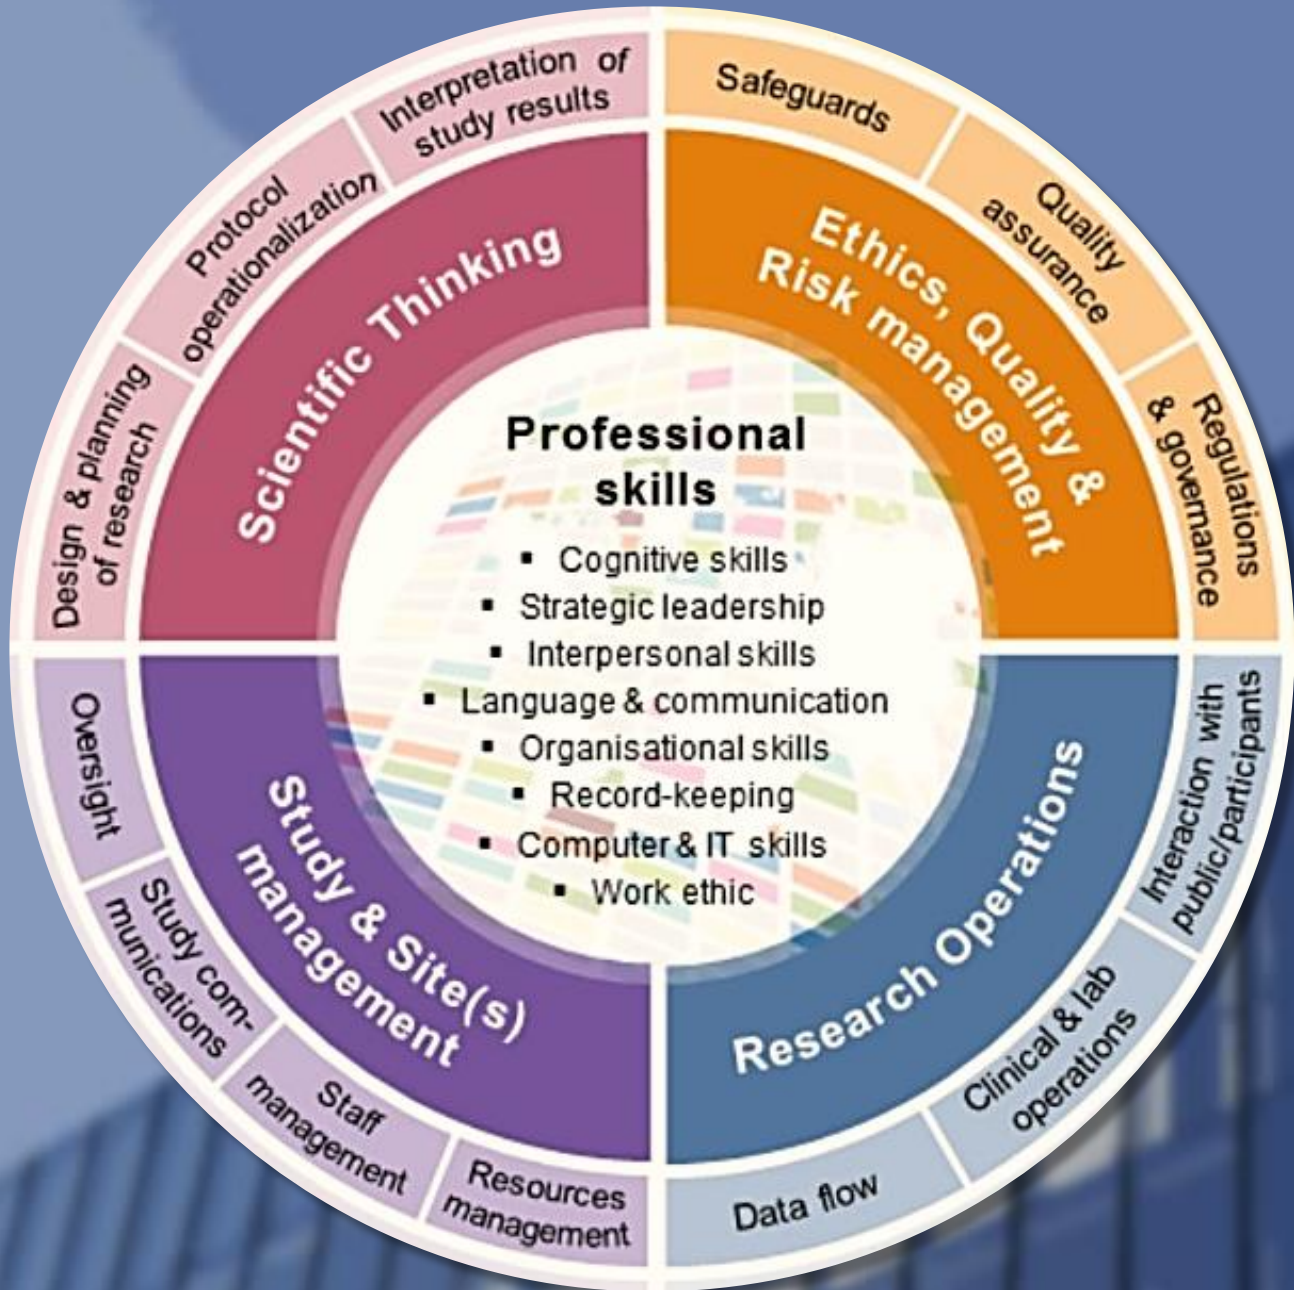 Interpretation of
study results
Protocol
operationalization
Design & planning
of research
Scientific Thinking
Safeguards
Quality
assurance
Regulations
& governance
Ethics, Quality &
Risk management
Professional
skills
▪ Cognitive skills
▪ Strategic leadership
▪ Interpersonal skills
▪ Language & communication
▪ Organisational skills
▪ Record-keeping
▪ Computer & IT skills
▪ Work ethic
Oversight
Study com-
munications
Staff
management
Resources
management
Study & Site(s)
management
Interaction with
public/participants
Clinical & lab
operations
Data flow
Research Operations